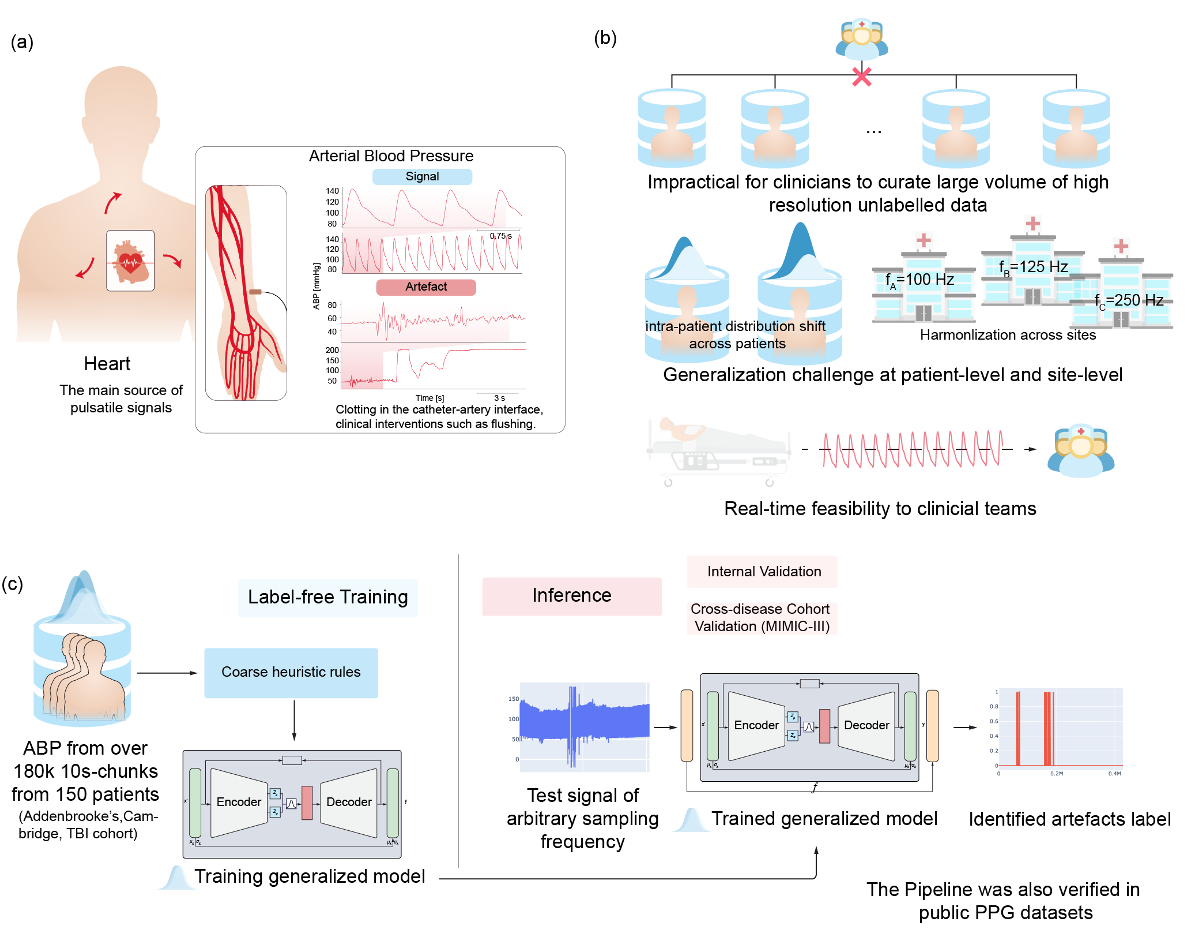 (a)
Arterial Blood Pressure
Signal
140
120
100
80
0.75 s
140
120
100
80
ABP [mmHg]
Artefact
80
60
40
200
150
100
50
Time [s]
3 s
Clotting in the catheter-artery interface,
clinical interventions such as flushing.
Heart
The main source of
pulsatile signals
(b)
...
Impractical for clinicians to curate large volume of high
resolution unlabelled data
intra-patient distribution shift
across patients
fA=100 Hz
fB=125 Hz
fC=250 Hz
Harmonlization across sites
Generalization challenge at patient-level and site-level
Real-time feasibility to clinicial teams
(c)
Label-free Training
Coarse heuristic rules
ABP from over
180k 10s-chunks
from 150 patients
(Addenbrooke's,Cam-
bridge, TBI cohort)
Encoder
Decoder
Training generalized model
Inference
Internal Validation
Cross-disease Cohort
Validation (MIMIC-III)
150
100
50
0
Test signal of
arbitrary sampling
frequency
Encoder
Decoder
f
Trained generalized model
1
0.8
0.6
0.4
0.2
0
0
0.2M
0.4M
Identified artefacts label
The Pipeline was also verified in
public PPG datasets